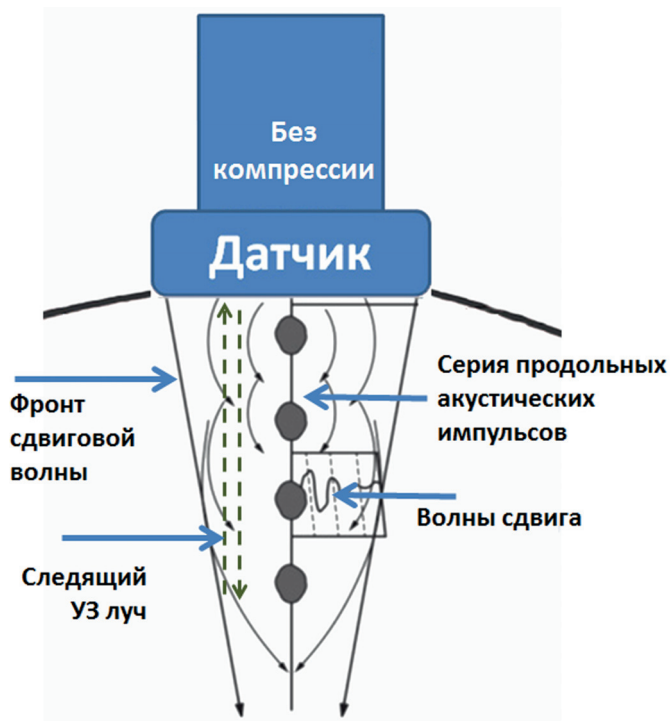 Без
компрессии
Датчик
Серия продольных
акустических
импульсов
Фронт
сдвиговой
волны
Волны сдвига
Следящий
УЗ луч